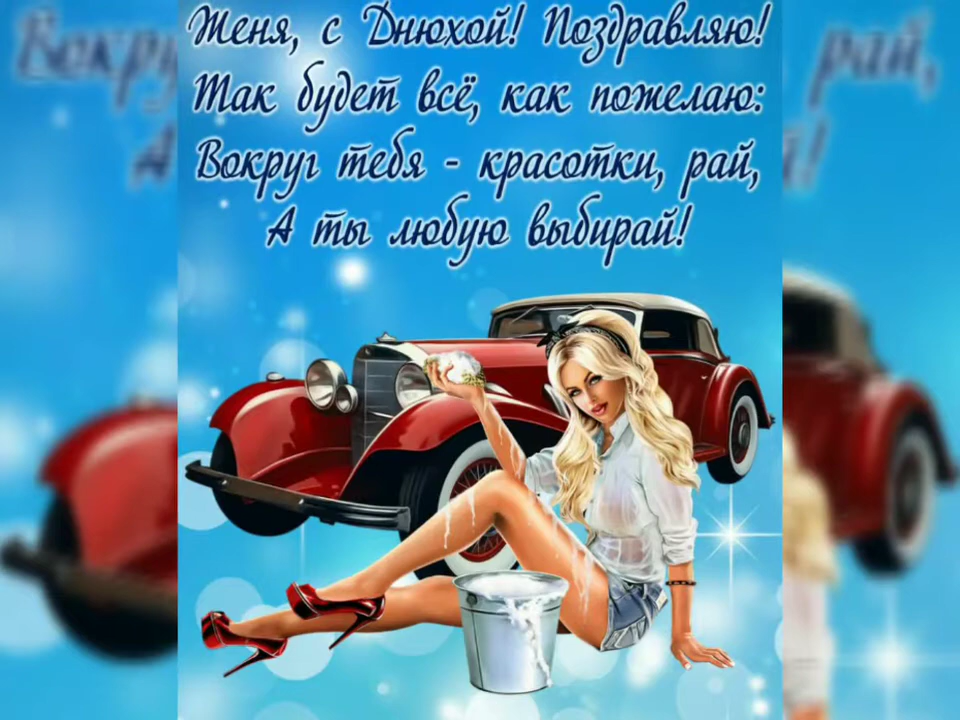 Женя, с Днюхой! Поздравляю!
Так будет всё, как пожелаю:
Вокруг тебя - красотки, рай,
А ты любую выбирай!